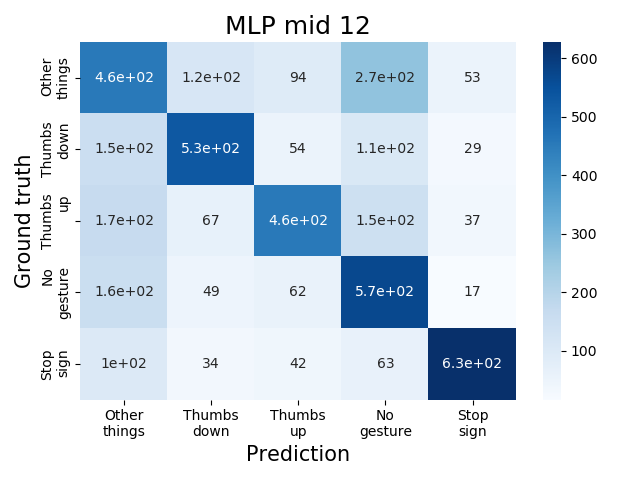 MLP mid 12
Ground truth
Other
things
4.6e+02 1.2e+02 94 2.7e+02 53
Thumbs
down
1.5e+02 5.3e+02 54 1.1e+02 29
Thumbs
up
1.7e+02 67 4.6e+02 1.5e+02 37
No
gesture
1.6e+02 49 62 5.7e+02 17
Stop
sign
1e+02 34 42 63 6.3e+02
Other
things
Thumbs
down
Thumbs
up
No
gesture
Stop
sign
Prediction
600
500
400
300
200
100